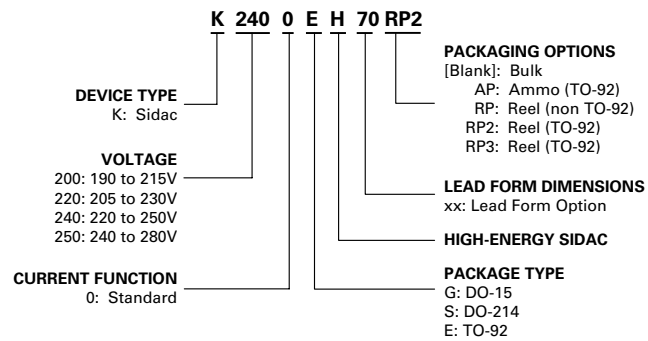 K 240 0 E H 70 RP2
DEVICE TYPE
K: Sidac
VOLTAGE
200: 190 to 215V
220: 205 to 230V
240: 220 to 250V
250: 240 to 280V
CURRENT FUNCTION
0: Standard
PACKAGING OPTIONS
[Blank]: Bulk
AP: Ammo (TO-92)
RP: Reel (non TO-92)
RP2: Reel (TO-92)
RP3: Reel (TO-92)
LEAD FORM DIMENSIONS
xx: Lead Form Option
HIGH-ENERGY SIDAC
PACKAGE TYPE
G: DO-15
S: DO-214
E: TO-92